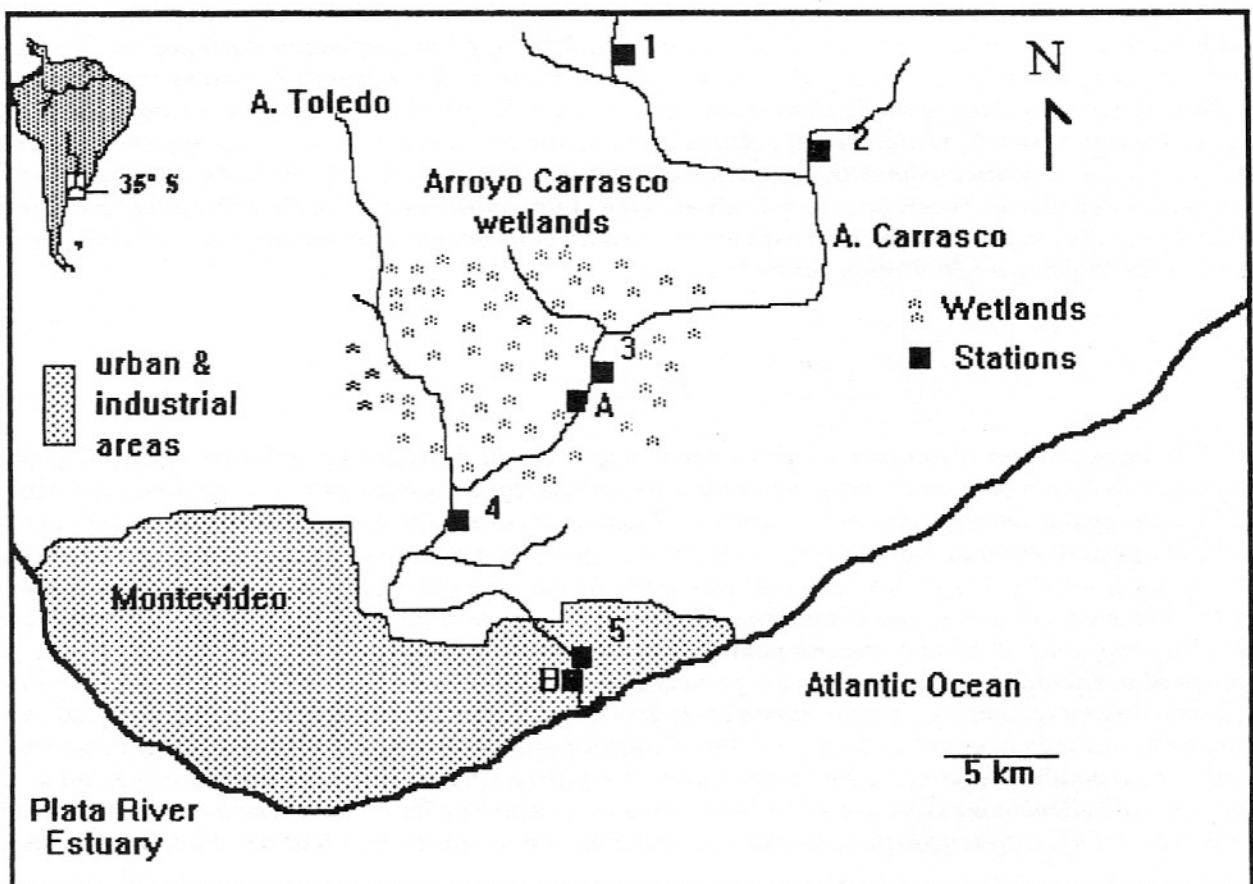 1
N
A. Toledo
2
35° S
Arroyo Carrasco
wetlands
A. Carrasco
Wetlands
3
Stations
urban &
industrial
areas
A
4
Montevideo
5
B
Atlantic Ocean
5 km
Plata River
Estuary